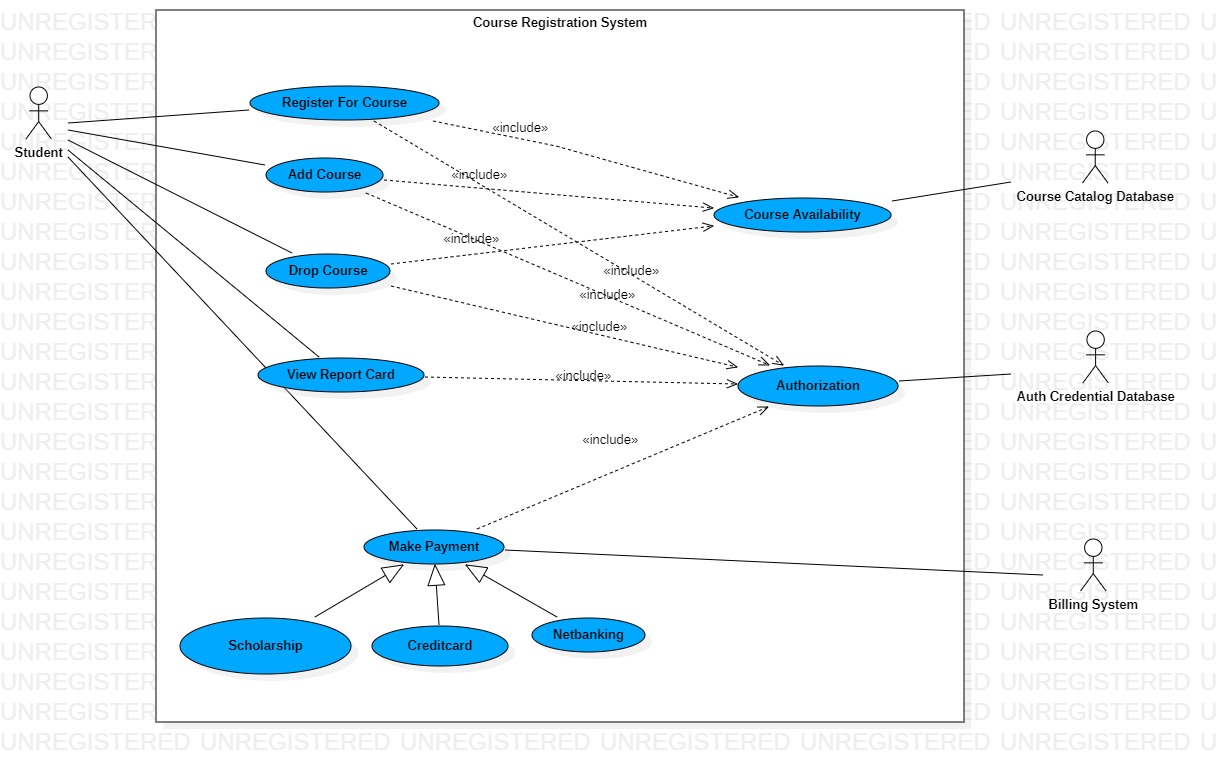 Course Registration System
Register For Course
«include»
Student
Add Course
«include»
Course Catalog Database
Course Availability
«include»
Drop Course
«include»
«include»
«include»
View Report Card
«include»
Authorization
Auth Credential Database
«include»
Make Payment
Billing System
Scholarship
Creditcard
Netbanking
UNREGISTERED UNREGISTERED UNREGISTERED UNREGISTERED UNREGISTERED UNREGISTERED U